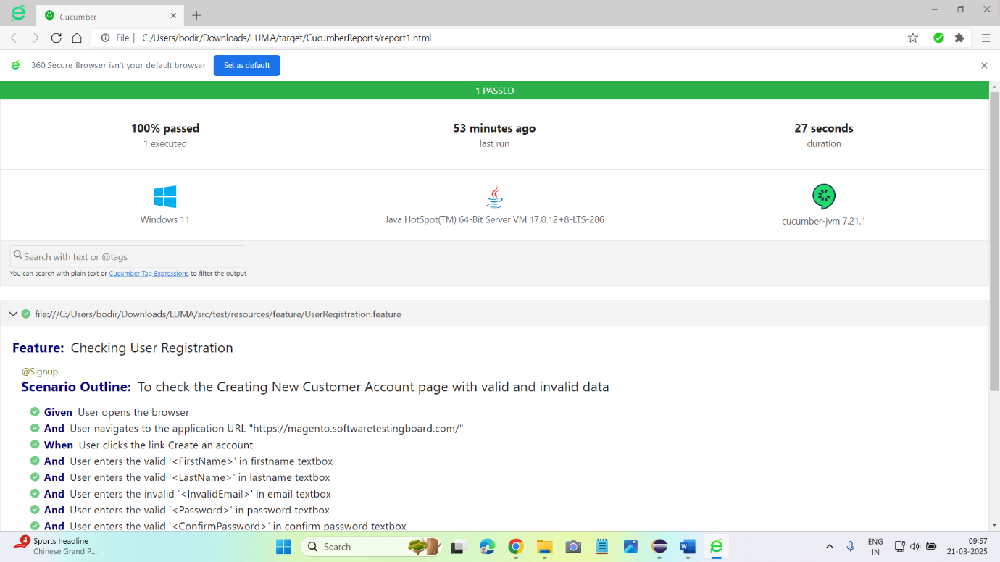 Cucumber
File | C:/Users/bodir/Downloads/LUMA/target/CucumberReports/report1.html
360 Secure Browser isn't your default browser Set as default
1 PASSED
100% passed
1 executed
53 minutes ago
last run
27 seconds
duration
Windows 11
Java HotSpot(TM) 64-Bit Server VM 17.0.12+8-LTS-286
cucumber-jvm 7.21.1
Search with text or @tags
You can search with plain text or Cucumber Tag Expressions to filter the output
file:///C:/Users/bodir/Downloads/LUMA/src/test/resources/feature/UserRegistration.feature
Feature: Checking User Registration
@Signup
Scenario Outline: To check the Creating New Customer Account page with valid and invalid data
Given User opens the browser
And User navigates to the application URL "https://magento.softwaretestingboard.com/"
When User clicks the link Create an account
And User enters the valid '<FirstName>' in firstname textbox
And User enters the valid '<LastName>' in lastname textbox
And User enters the invalid '<InvalidEmail>' in email textbox
And User enters the valid '<Password>' in password textbox
And User enters the valid '<ConfirmPassword>' in confirm password textbox
4
Sports headline
Chinese Grand P...
Search
ENG
IN
09:57
21-03-2025